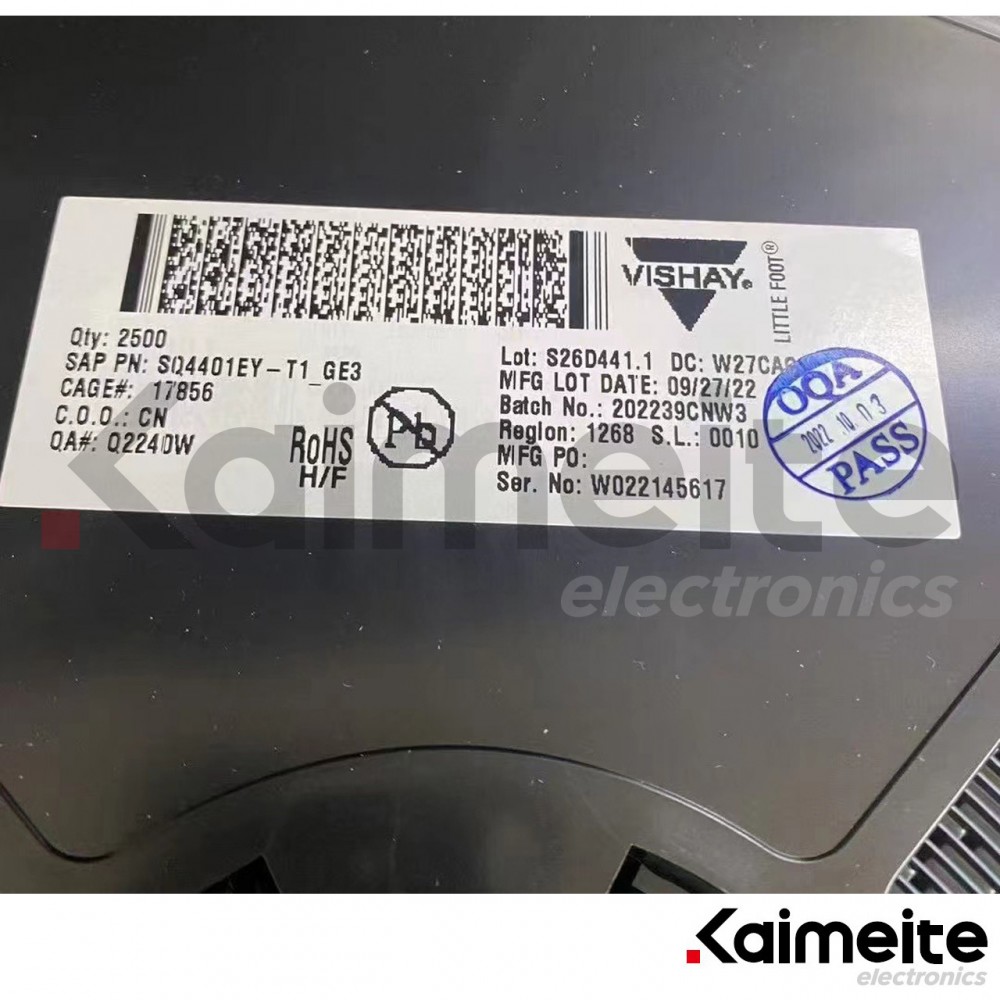 VISHAY®
LITTLE FOOT®
Qty: 2500
SAP PN: SQ4401EY-T1_GE3
CAGE#: 17856
C.O.O.: CN
QA#: Q2240W
RoHS
H/F
Pb
Lot: S26D441.1 DC:
MFG LOT DATE: 09/27/22
Batch No.: 202239CNW3
Region: 1268 S.L.: 0010
MFG PO:
Ser. No: W022145617
OQA
2022.10.03
PASS
Kaimeite
electronics
Kaimeite
electronics